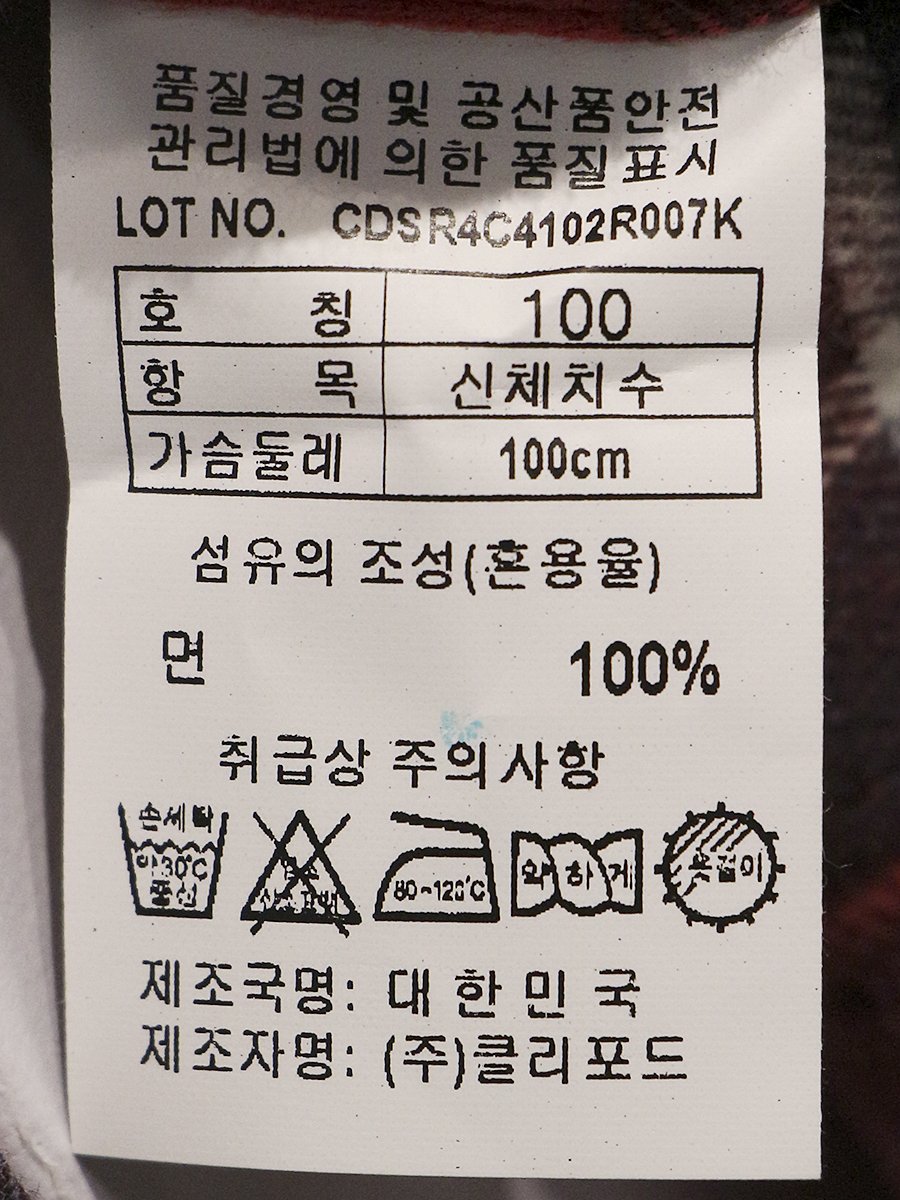 품질경영 및 공산품안전
관리법에 의한 품질표시
LOT NO. CDSR4C4102R007K
호 칭 100
항 목 신체치수
가슴둘레 100cm
섬유의 조성(혼용율)
면 100%
취급상 주의사항
손세탁
약30℃
중성
80~120℃
약하게
옷걸이
제조국명: 대한민국
제조자명: (주)클리포드